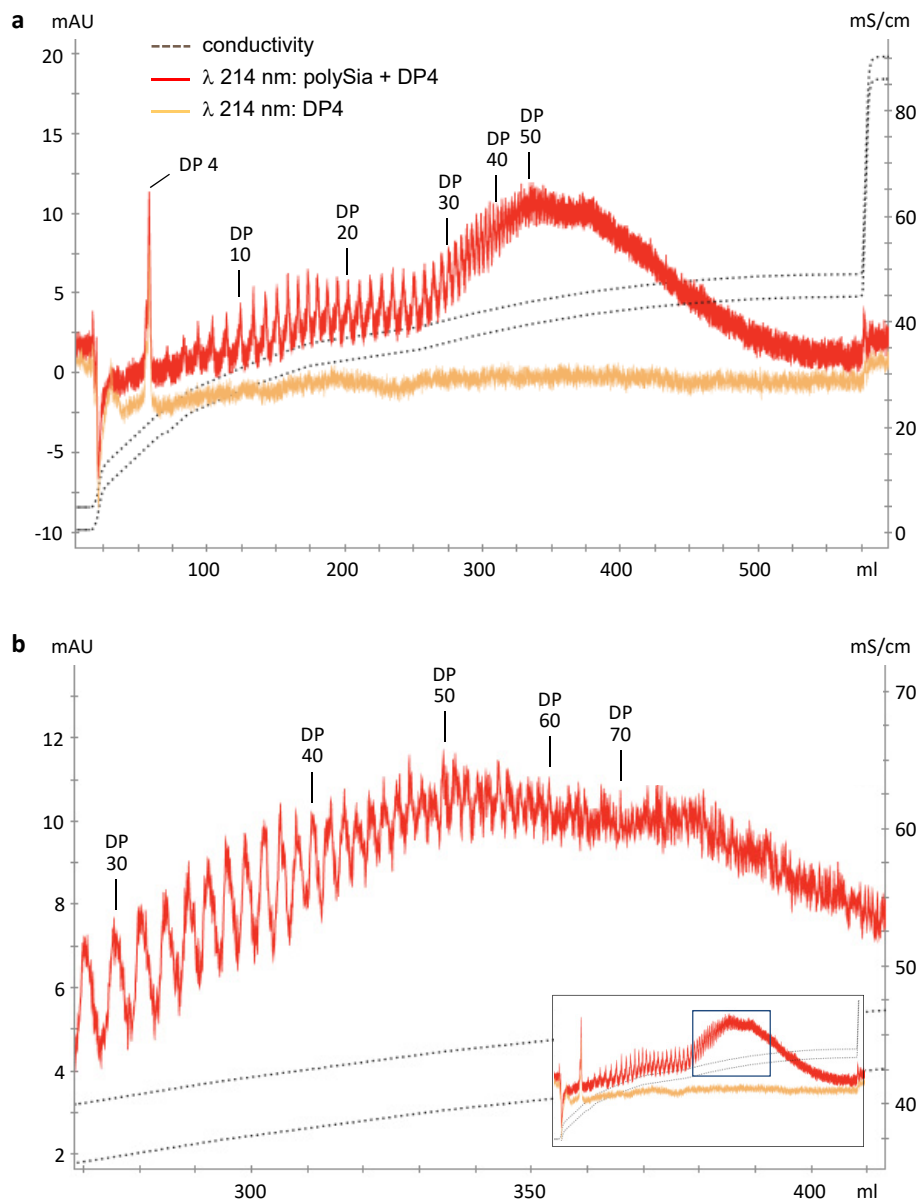 a mAU mS/cm
conductivity
λ 214 nm: polySia + DP4
λ 214 nm: DP4
20
15
10
5
0
-5
-10
80
60
40
20
0
DP 4
DP
10
DP
20
DP
30
DP
40
DP
50
100 200 300 400 500 ml
b mAU mS/cm
12
10
8
6
4
2
70
60
50
40
DP
30
DP
40
DP
50
DP
60
DP
70
300 350 400 ml